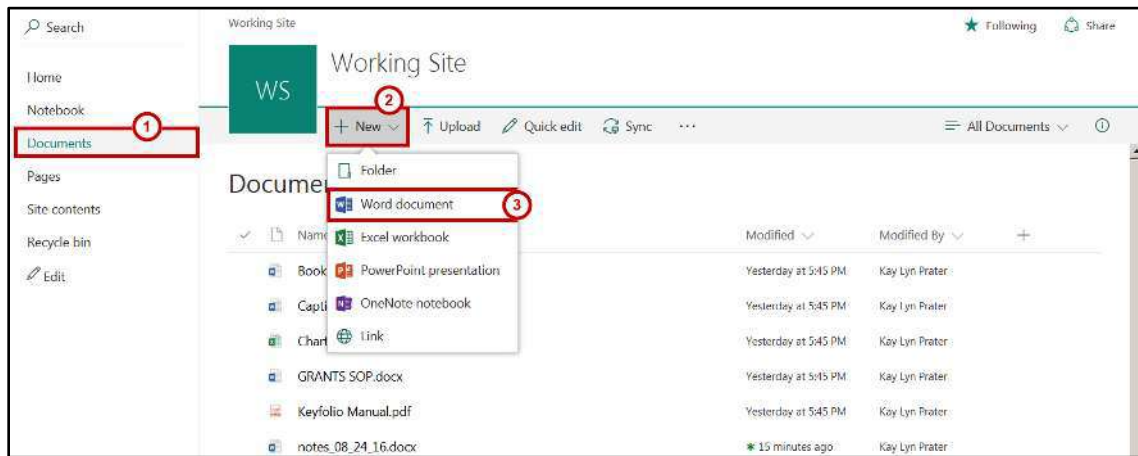 Search
Working Site
Following
Share
Working Site
WS
Home
Notebook
Documents
Pages
Site contents
Recycle bin
Edit
1
2
New
Upload
Quick edit
Sync
...
All Documents
Folder
Word document
3
Excel workbook
PowerPoint presentation
OneNote notebook
Link
Docume
Name
Modified
Modified By
Book
Yesterday at 5:45 PM
Kay Lyn Prater
Capti
Yesterday at 5:45 PM
Kay Lyn Prater
Chart
Yesterday at 5:45 PM
Kay Lyn Prater
GRANTS SOP.docx
Yesterday at 5:45 PM
Kay Lyn Prater
Keyfolio Manual.pdf
Yesterday at 5:45 PM
Kay Lyn Prater
notes_08_24_16.docx
15 minutes ago
Kay Lyn Prater